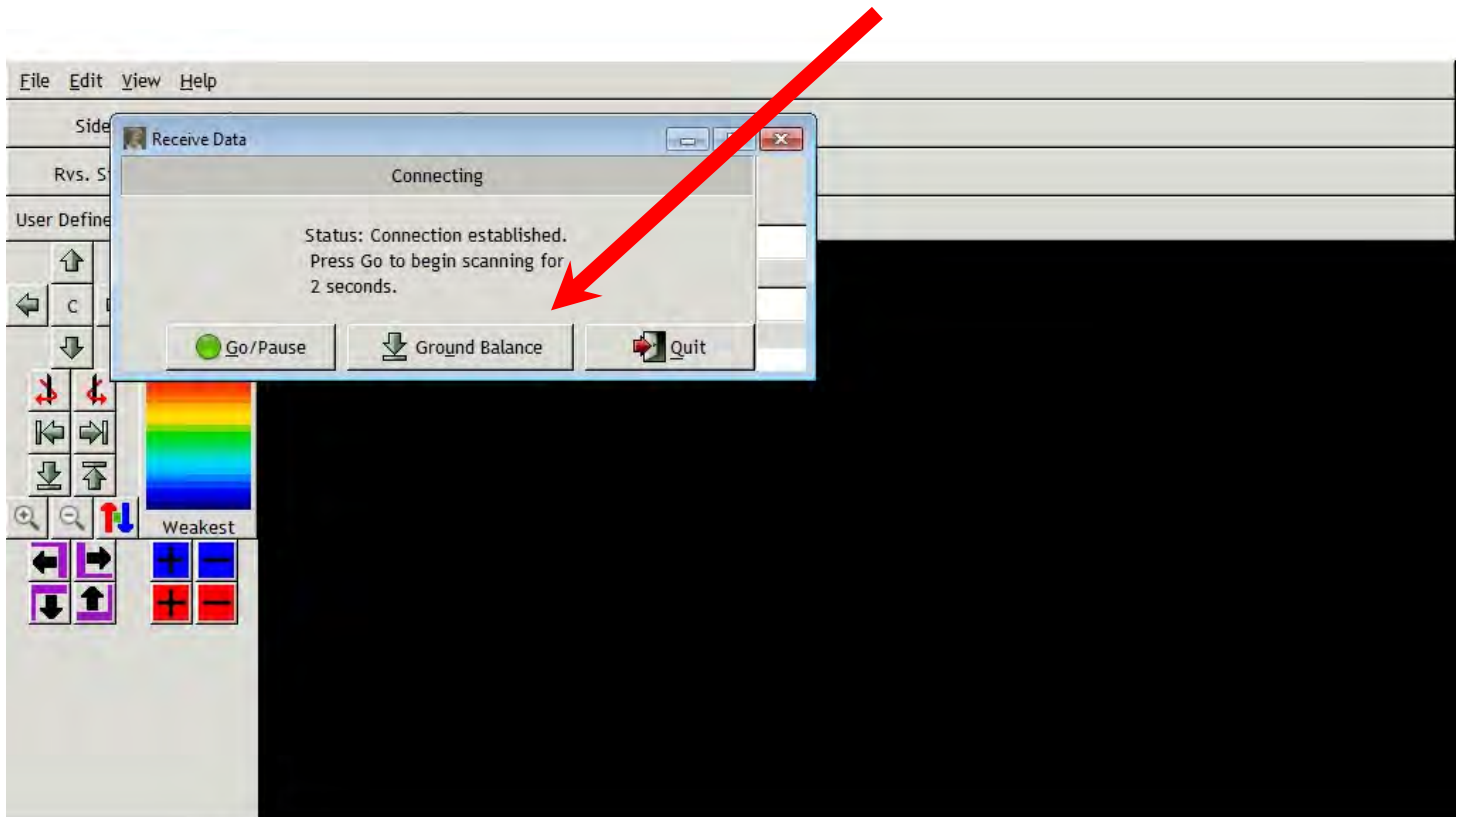 File Edit View Help
Side
Receive Data
Rvs. S
Connecting
User Define
Status: Connection established.
Press Go to begin scanning for
2 seconds.
C
Go/Pause
Ground Balance
Quit
Weakest